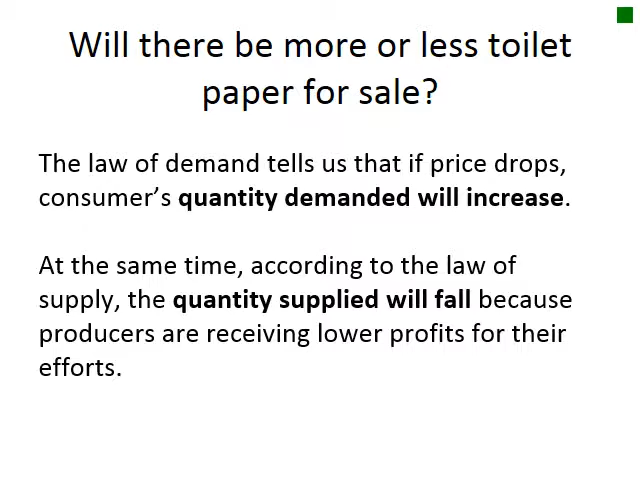 Will there be more or less toilet
paper for sale?
The law of demand tells us that if price drops,
consumer’s quantity demanded will increase.
At the same time, according to the law of
supply, the quantity supplied will fall because
producers are receiving lower profits for their
efforts.